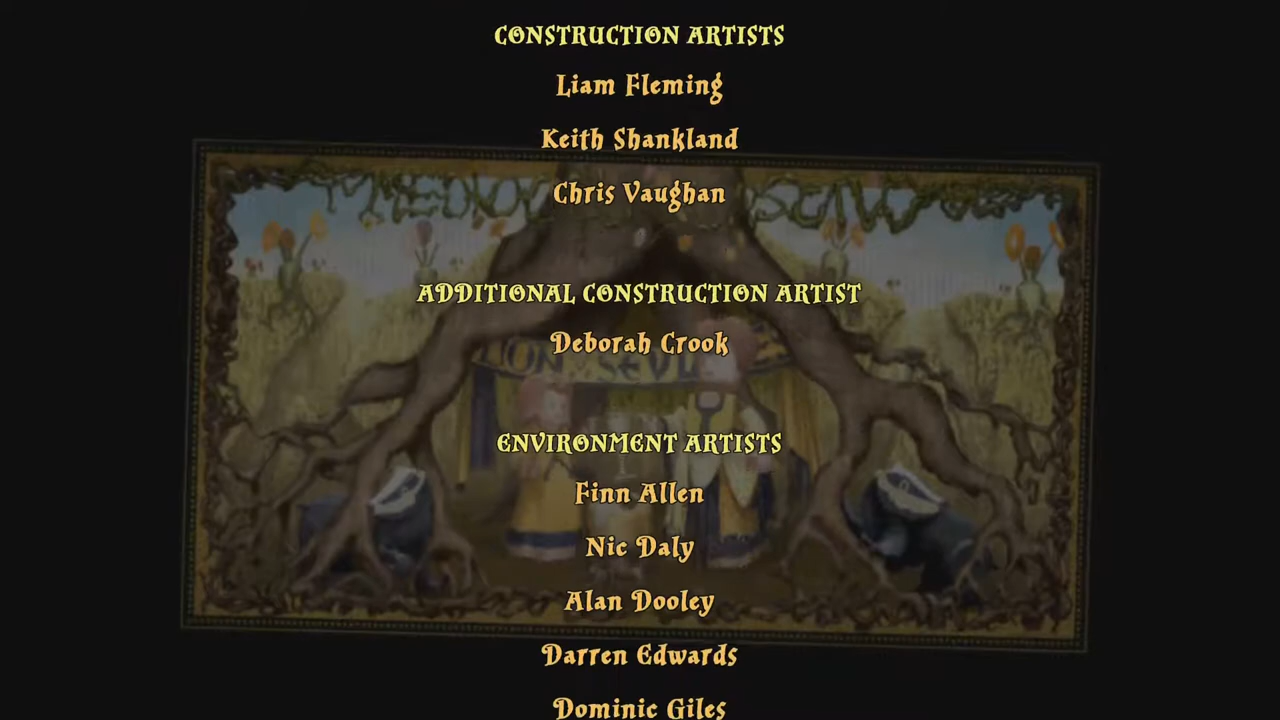 CONSTRUCTION ARTISTS
Liam Fleming
Keith Shankland
Chris Vaughan
ADDITIONAL CONSTRUCTION ARTIST
Deborah Crook
ENVIRONMENT ARTISTS
Finn Allen
Nic Daly
Alan Dooley
Darren Edwards
Dominic Giles